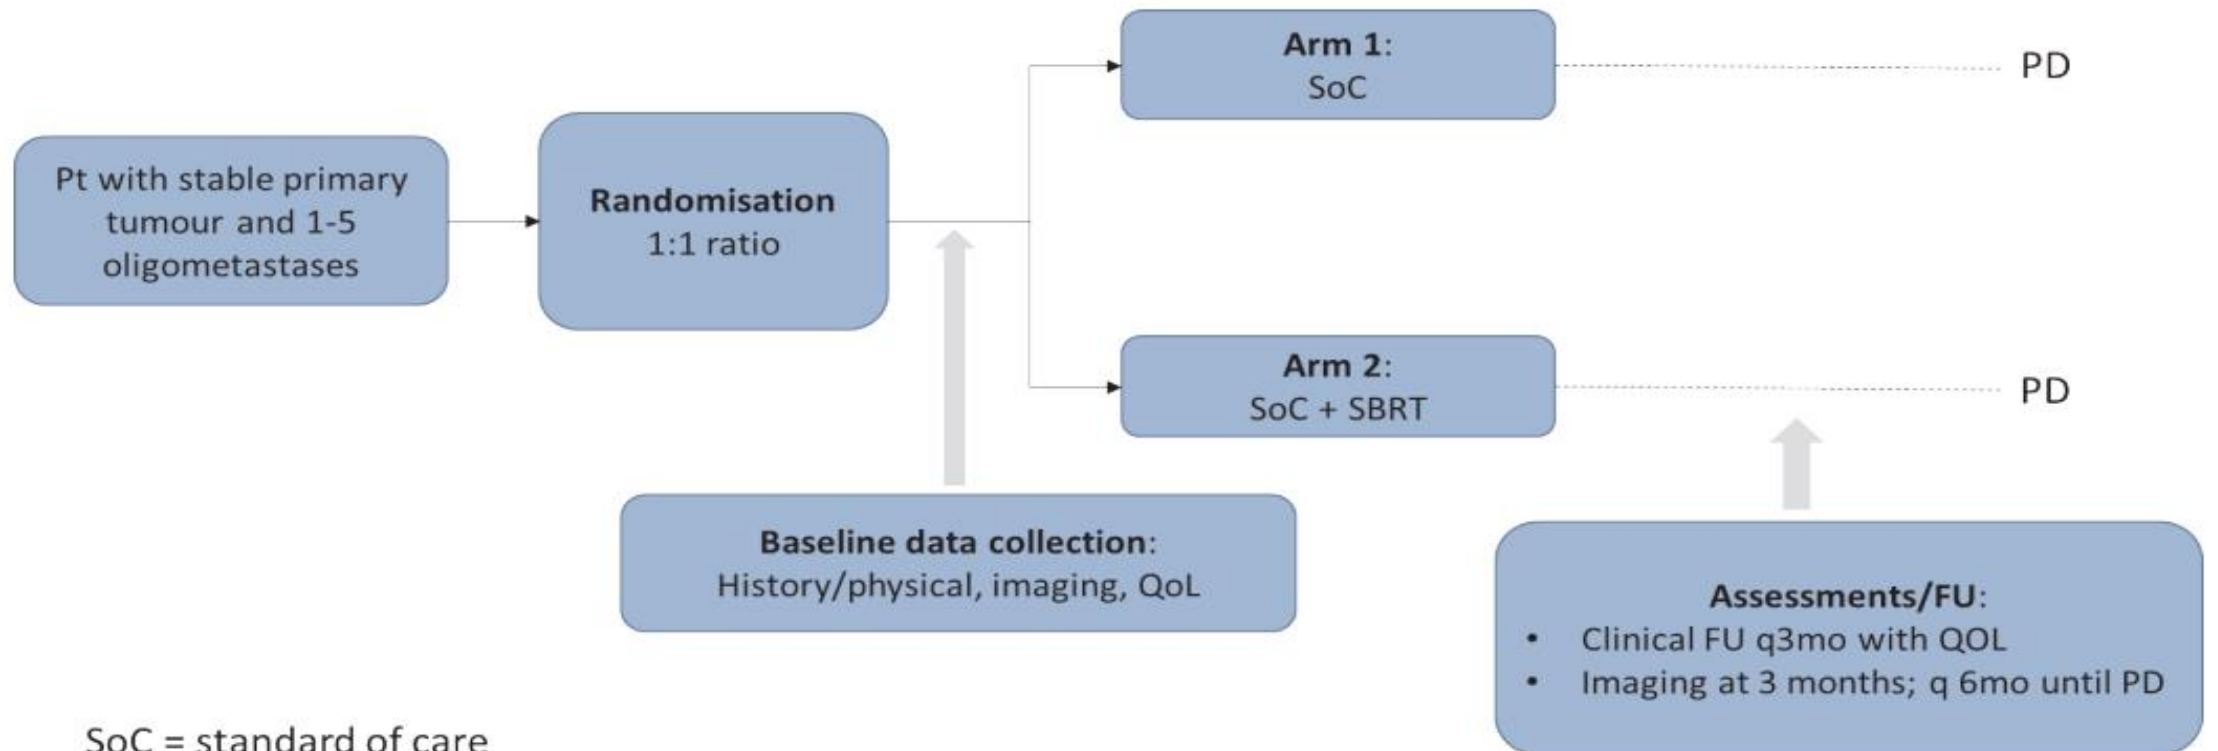 Pt with stable primary
tumour and 1-5
oligometastases
Randomisation
1:1 ratio
Arm 1:
SoC
PD
Arm 2:
SoC + SBRT
PD
Baseline data collection:
History/physical, imaging, QoL
Assessments/FU:
• Clinical FU q3mo with QOL
• Imaging at 3 months; q 6mo until PD
SoC = standard of care